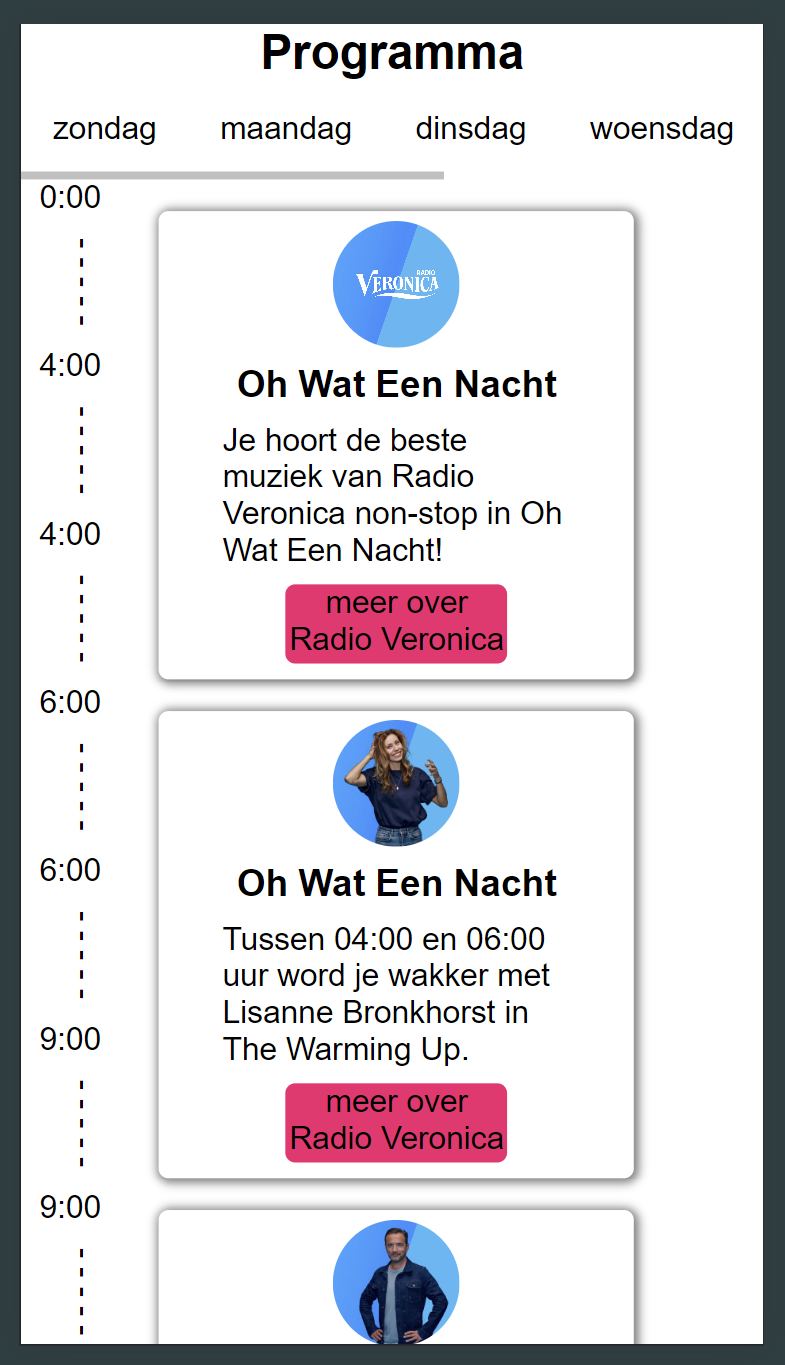 Programma
zondag maandag dinsdag woensdag
0:00
4:00
4:00
6:00
6:00
9:00
9:00
RADIO
VERONICA
Oh Wat Een Nacht
Je hoort de beste
muziek van Radio
Veronica non-stop in Oh
Wat Een Nacht!
meer over
Radio Veronica
Oh Wat Een Nacht
Tussen 04:00 en 06:00
uur word je wakker met
Lisanne Bronkhorst in
The Warming Up.
meer over
Radio Veronica